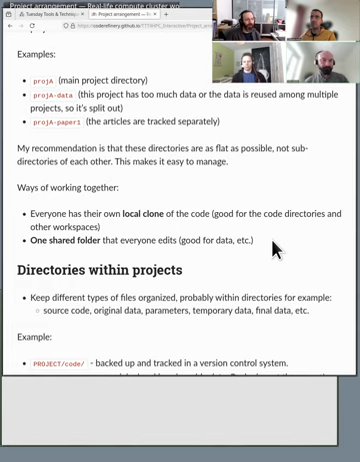 Project arrangement — Real-life compute cluster wo
Tuesday Tools & Techniq
Project arrangement — R
https://coderefinery.github.io/TTT4HPC_Interactive/Project_arr
Examples:
projA (main project directory)
projA-data (this project has too much data or the data is reused among multiple
projects, so it's split out)
projA-paper1 (the articles are tracked separately)
My recommendation is that these directories are as flat as possible, not sub-
directories of each other. This makes it easy to manage.
Ways of working together:
Everyone has their own local clone of the code (good for the code directories and
other workspaces)
One shared folder that everyone edits (good for data, etc.)
Directories within projects
Keep different types of files organized, probably within directories for example:
source code, original data, parameters, temporary data, final data, etc.
Example:
PROJECT/code/ - backed up and tracked in a version control system.